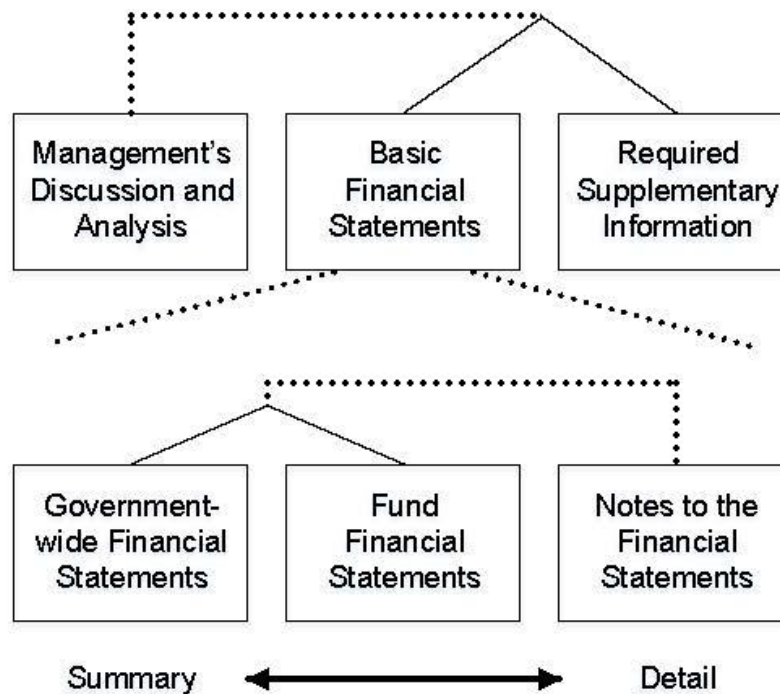 Management's
Discussion and
Analysis
Basic
Financial
Statements
Required
Supplementary
Information
Government-
wide Financial
Statements
Fund
Financial
Statements
Notes to the
Financial
Statements
Summary
Detail